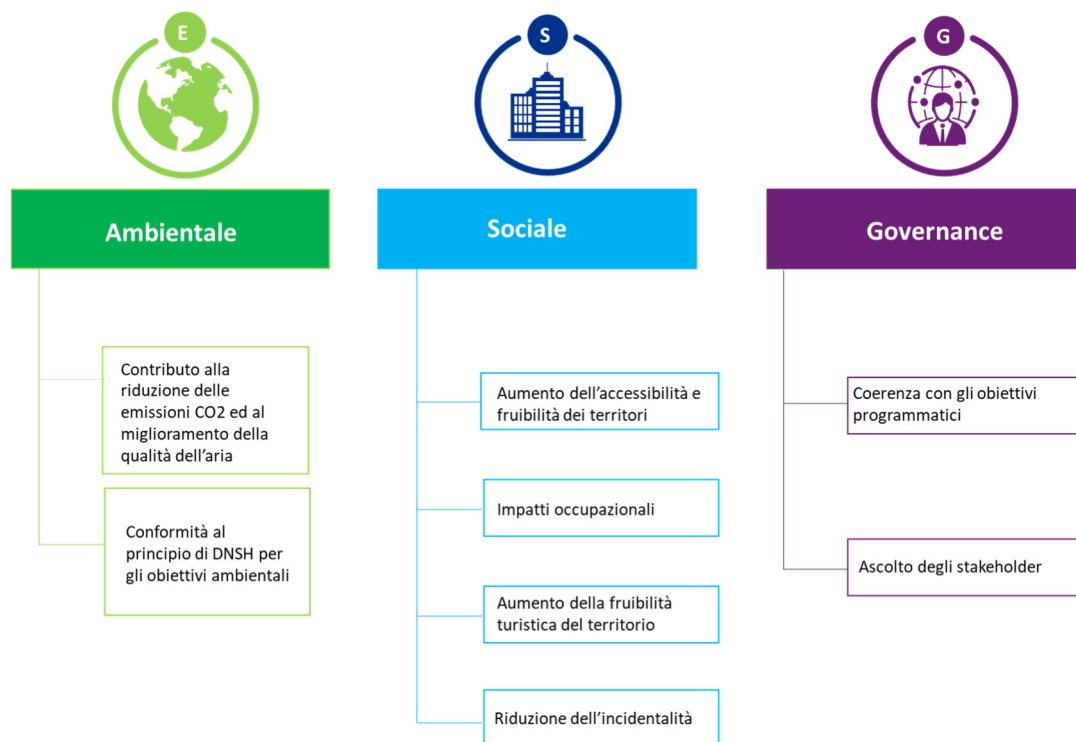 E
Ambientale
Contributo alla
riduzione delle
emissioni CO2 ed al
miglioramento della
qualità dell'aria
Conformità al
principio di DNSH per
gli obiettivi ambientali
S
Sociale
Aumento dell'accessibilità e
fruibilità dei territori
Impatti occupazionali
Aumento della fruibilità
turistica del territorio
Riduzione dell'incidentalità
G
Governance
Coerenza con gli obiettivi
programmatici
Ascolto degli stakeholder